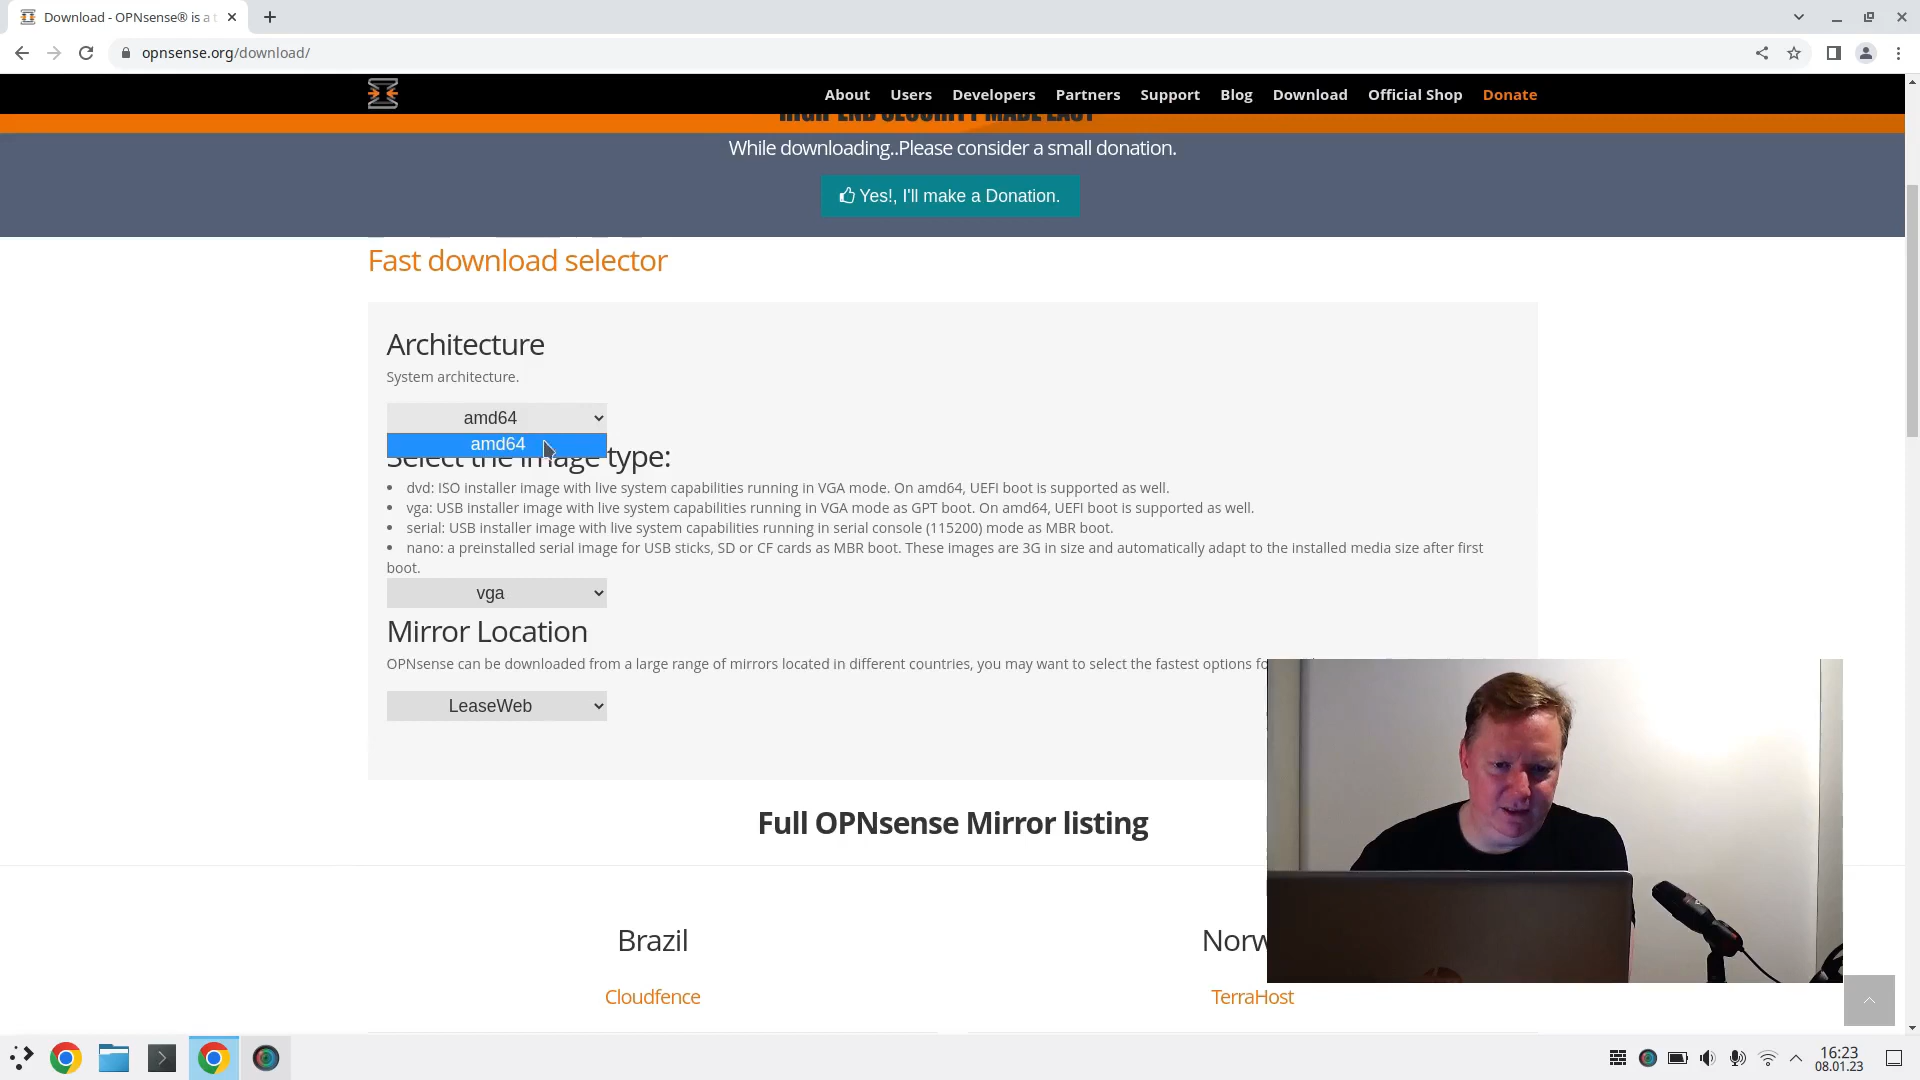 Download - OPNsense® is a t
opnsense.org/download/
About Users Developers Partners Support Blog Download Official Shop Donate
HIGH-END SECURITY MADE EASY
While downloading..Please consider a small donation.
Yes!, I'll make a Donation.
Fast download selector
Architecture
System architecture.
amd64
amd64
Select the image type:
• dvd: ISO installer image with live system capabilities running in VGA mode. On amd64, UEFI boot is supported as well.
• vga: USB installer image with live system capabilities running in VGA mode as GPT boot. On amd64, UEFI boot is supported as well.
• serial: USB installer image with live system capabilities running in serial console (115200) mode as MBR boot.
• nano: a preinstalled serial image for USB sticks, SD or CF cards as MBR boot. These images are 3G in size and automatically adapt to the installed media size after first
boot.
vga
Mirror Location
OPNsense can be downloaded from a large range of mirrors located in different countries, you may want to select the fastest options fo
LeaseWeb
Full OPNsense Mirror listing
Brazil
Norw
Cloudfence
TerraHost
16:23
08.01.23